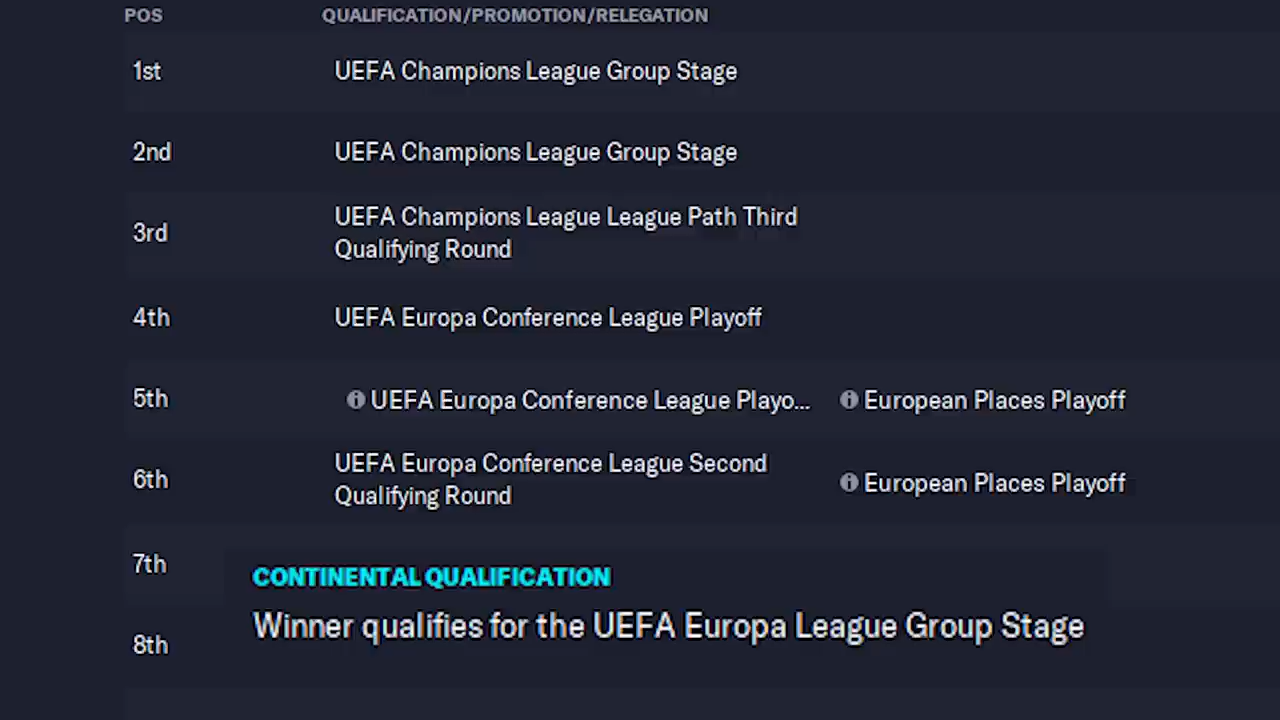 POS QUALIFICATION/PROMOTION/RELEGATION
1st UEFA Champions League Group Stage
2nd UEFA Champions League Group Stage
3rd UEFA Champions League League Path Third
Qualifying Round
4th UEFA Europa Conference League Playoff
5th UEFA Europa Conference League Playo... European Places Playoff
6th UEFA Europa Conference League Second
Qualifying Round European Places Playoff
7th
CONTINENTAL QUALIFICATION
Winner qualifies for the UEFA Europa League Group Stage
8th